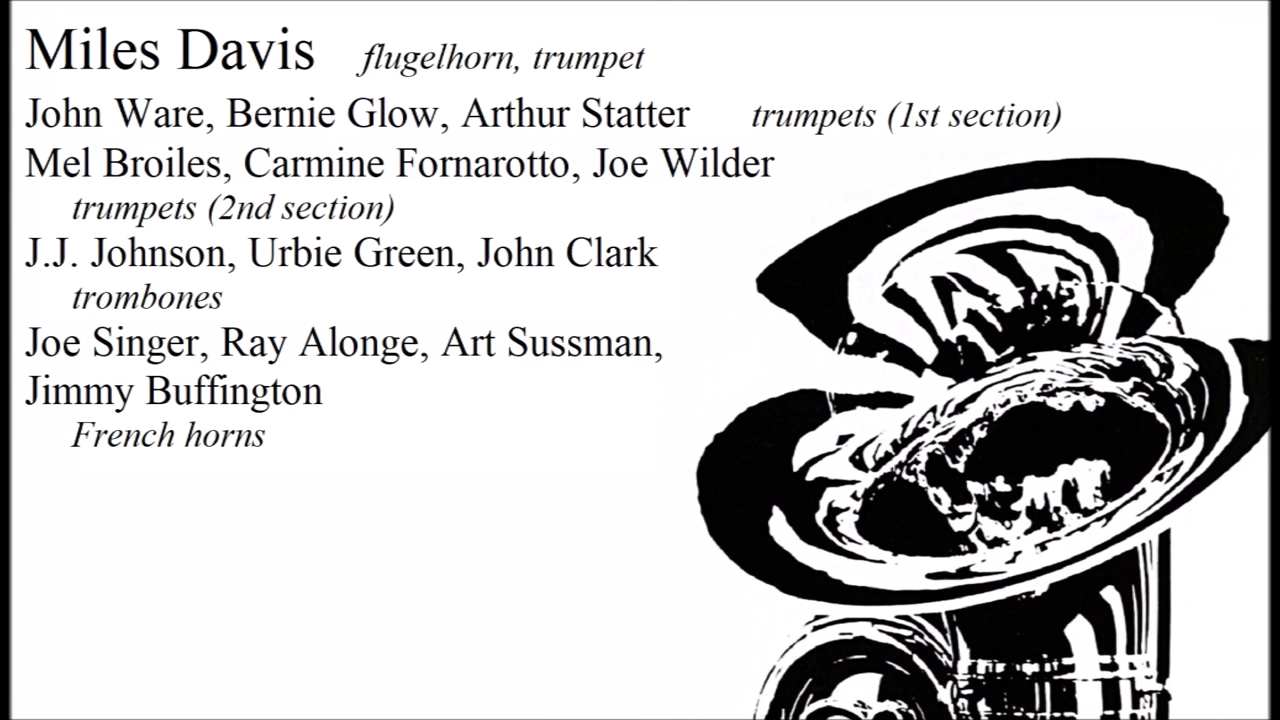 Miles Davis flugelhorn, trumpet
John Ware, Bernie Glow, Arthur Statter trumpets (1st section)
Mel Broiles, Carmine Fornarotto, Joe Wilder
trumpets (2nd section)
J.J. Johnson, Urbie Green, John Clark
trombones
Joe Singer, Ray Alonge, Art Sussman,
Jimmy Buffington
French horns